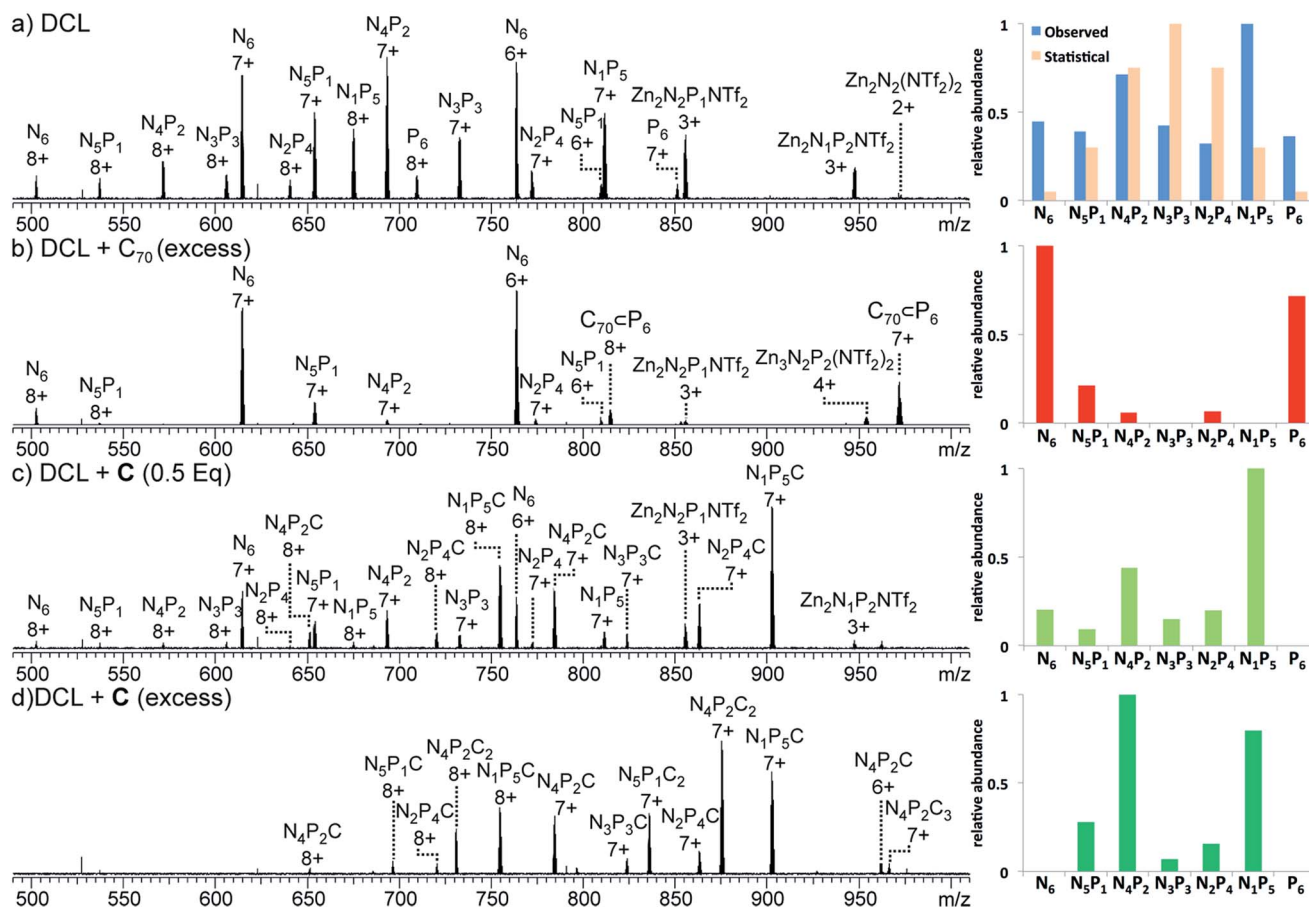 a) DCL
N₆
7+
N₄P₂
7+
N₆
6+
N₅P₁
7+
N₁P₅
8+
N₃P₃
7+
N₁P₅
7+
Zn₂N₂P₁NTf₂
3+
Zn₂N₂(NTf₂)₂
2+
N₆
8+
N₅P₁
8+
N₄P₂
8+
N₃P₃
8+
N₂P₄
8+
P₆
8+
N₂P₄
7+
N₅P₁
6+
P₆
7+
Zn₂N₁P₂NTf₂
3+
500 550 600 650 700 750 800 850 900 950 m/z
relative abundance
1
0.5
0
Observed
Statistical
N₆ N₅P₁ N₄P₂ N₃P₃ N₂P₄ N₁P₅ P₆
b) DCL + C₇₀ (excess)
N₆
7+
N₆
6+
C₇₀⊂P₆
8+
C₇₀⊂P₆
7+
N₆
8+
N₅P₁
8+
N₅P₁
7+
N₄P₂
7+
N₂P₄
7+
N₅P₁
6+
Zn₂N₂P₁NTf₂
3+
Zn₃N₂P₂(NTf₂)₂
4+
500 550 600 650 700 750 800 850 900 950 m/z
relative abundance
1
0.5
0
N₆ N₅P₁ N₄P₂ N₃P₃ N₂P₄ N₁P₅ P₆
c) DCL + C (0.5 Eq)
N₁P₅C
7+
N₄P₂C
8+
N₁P₅C
8+
N₆
6+
N₄P₂C
7+
Zn₂N₂P₁NTf₂
3+
N₆
8+
N₅P₁
8+
N₄P₂
8+
N₃P₃
8+
N₆
7+
N₂P₄
8+
N₅P₁
7+
N₁P₅
8+
N₄P₂
7+
N₂P₄C
8+
N₃P₃
7+
N₂P₄
7+
N₁P₅
7+
N₃P₃C
7+
N₂P₄C
7+
Zn₂N₁P₂NTf₂
3+
500 550 600 650 700 750 800 850 900 950 m/z
relative abundance
1
0.5
0
N₆ N₅P₁ N₄P₂ N₃P₃ N₂P₄ N₁P₅ P₆
d)DCL + C (excess)
N₄P₂C₂
7+
N₁P₅C
7+
N₄P₂C
8+
N₅P₁C
8+
N₂P₄C
8+
N₄P₂C₂
8+
N₁P₅C
8+
N₄P₂C
7+
N₃P₃C
7+
N₅P₁C₂
7+
N₂P₄C
7+
N₄P₂C
6+
N₄P₂C₃
7+
500 550 600 650 700 750 800 850 900 950 m/z
relative abundance
1
0.5
0
N₆ N₅P₁ N₄P₂ N₃P₃ N₂P₄ N₁P₅ P₆